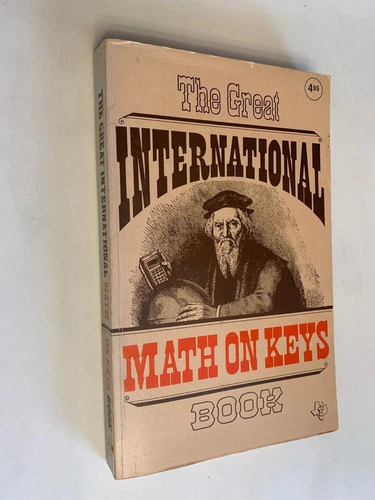 4.95
The Great
INTERNATIONAL
MATH ON KEYS
BOOK
THE GREAT INTERNATIONAL MATH ON KEYS BOOK